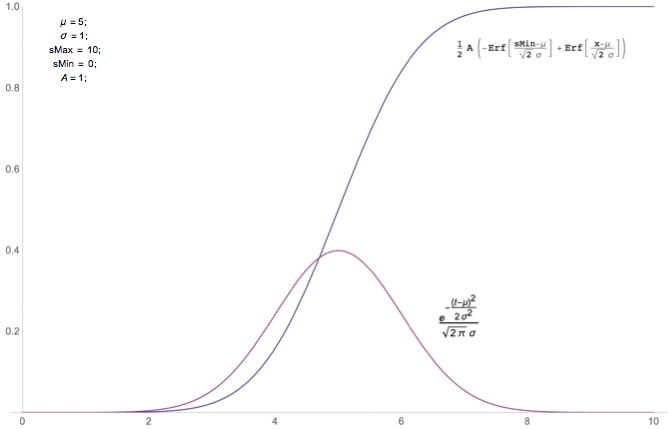 1.0
μ = 5;
σ = 1;
sMax = 10;
sMin = 0;
A = 1;
1/2 A (-Erf[(sMin-μ)/(√2 σ)] + Erf[(x-μ)/(√2 σ)])
0.8
0.6
0.4
e^(-(t-μ)²/(2σ²))/(√(2π) σ)
0.2
0 2 4 6 8 10